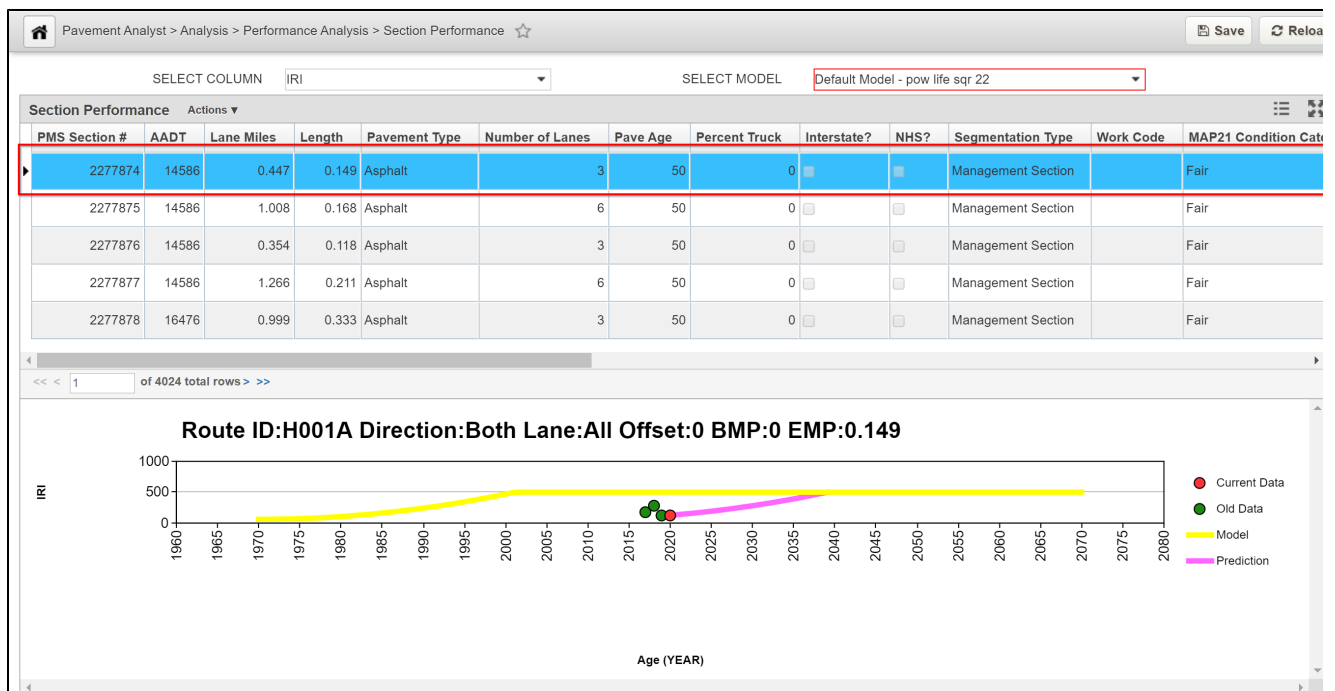 Pavement Analyst > Analysis > Performance Analysis > Section Performance Save Reloa
SELECT COLUMN IRI SELECT MODEL Default Model - pow life sqr 22
Section Performance Actions ▼
PMS Section # AADT Lane Miles Length Pavement Type Number of Lanes Pave Age Percent Truck Interstate? NHS? Segmentation Type Work Code MAP21 Condition Cate
2277874 14586 0.447 0.149 Asphalt 3 50 0 Management Section Fair
2277875 14586 1.008 0.168 Asphalt 6 50 0 Management Section Fair
2277876 14586 0.354 0.118 Asphalt 3 50 0 Management Section Fair
2277877 14586 1.266 0.211 Asphalt 6 50 0 Management Section Fair
2277878 16476 0.999 0.333 Asphalt 3 50 0 Management Section Fair
<< < 1 of 4024 total rows > >>
Route ID:H001A Direction:Both Lane:All Offset:0 BMP:0 EMP:0.149
IRI
1000
500
0
1960 1965 1970 1975 1980 1985 1990 1995 2000 2005 2010 2015 2020 2025 2030 2035 2040 2045 2050 2055 2060 2065 2070 2075 2080
Current Data
Old Data
Model
Prediction
Age (YEAR)